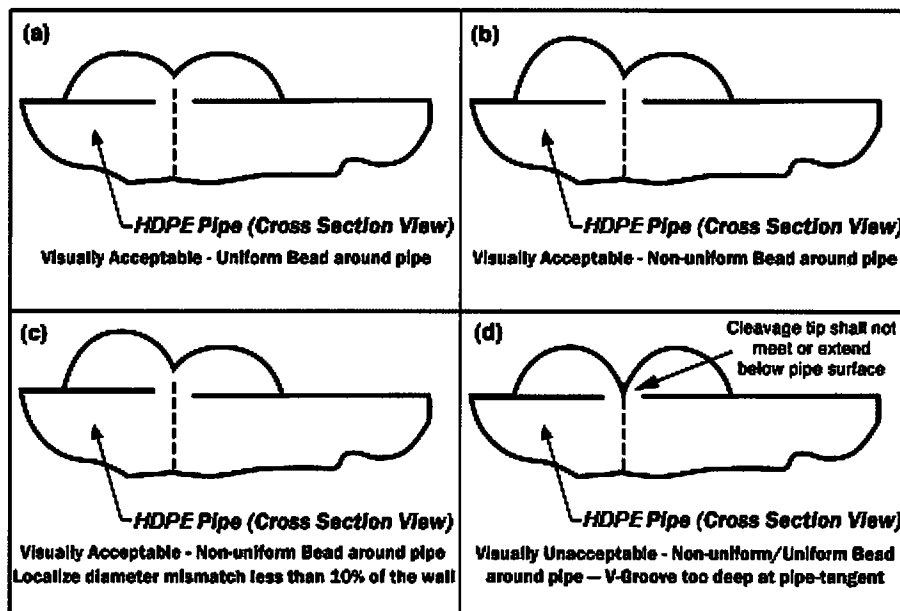 (a)
HDPE Pipe (Cross Section View)
Visually Acceptable - Uniform Bead around pipe
(b)
HDPE Pipe (Cross Section View)
Visually Acceptable - Non-uniform Bead around pipe
(c)
HDPE Pipe (Cross Section View)
Visually Acceptable - Non-uniform Bead around pipe
Localize diameter mismatch less than 10% of the wall
(d)
Cleavage tip shall not
meet or extend
below pipe surface
HDPE Pipe (Cross Section View)
Visually Unacceptable - Non-uniform/Uniform Bead
around pipe – V-Groove too deep at pipe-tangent